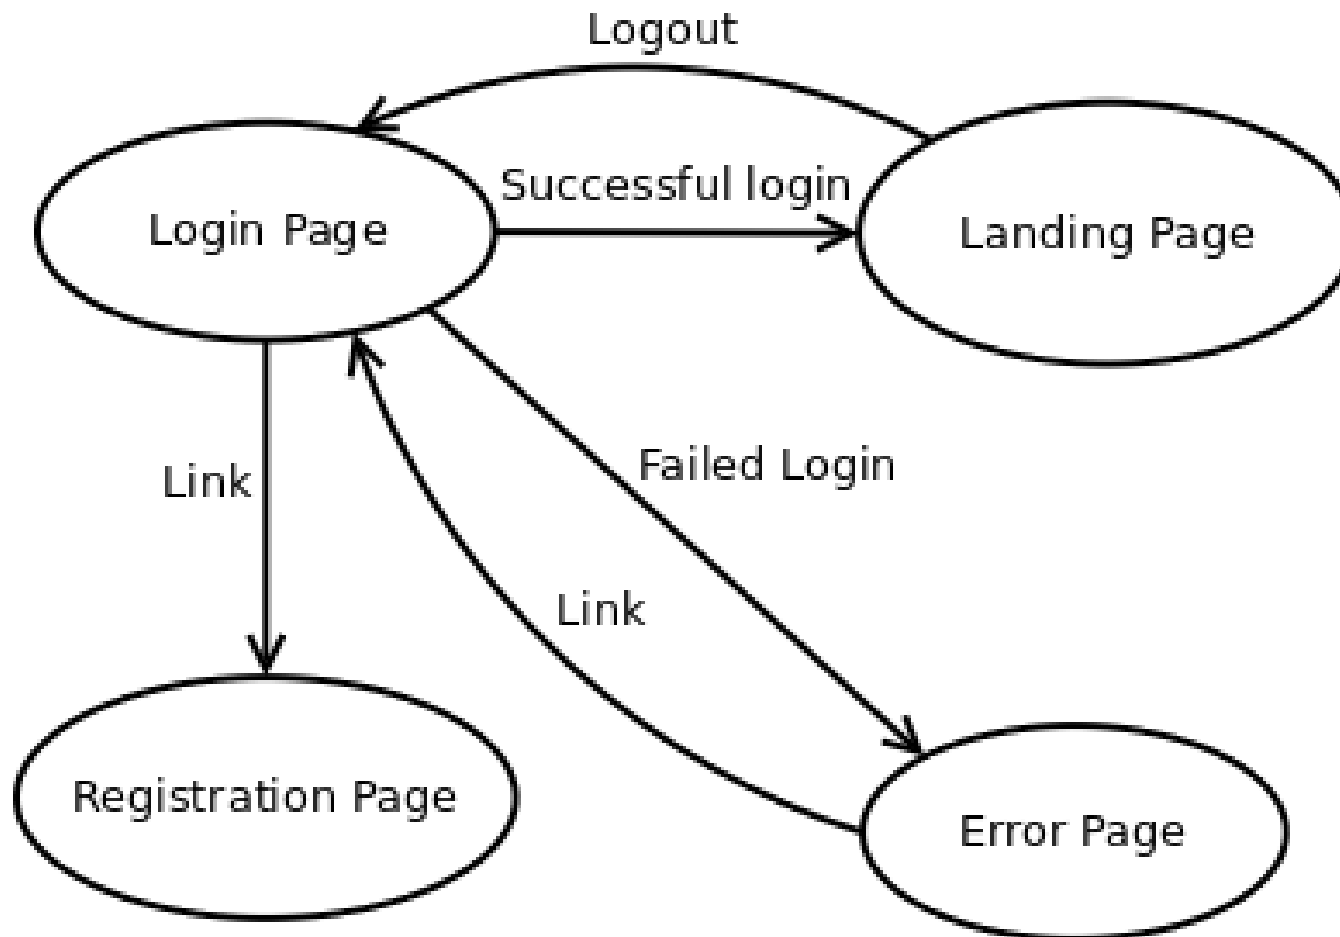 Logout
Successful login
Login Page
Landing Page
Failed Login
Link
Link
Registration Page
Error Page